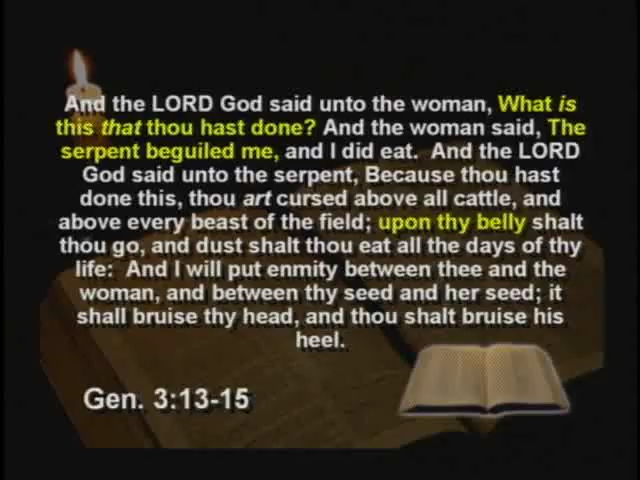 And the LORD God said unto the woman, What is
this that thou hast done? And the woman said, The
serpent beguiled me, and I did eat. And the LORD
God said unto the serpent, Because thou hast
done this, thou art cursed above all cattle, and
above every beast of the field; upon thy belly shalt
thou go, and dust shalt thou eat all the days of thy
life: And I will put enmity between thee and the
woman, and between thy seed and her seed; it
shall bruise thy head, and thou shalt bruise his
heel.
Gen. 3:13-15